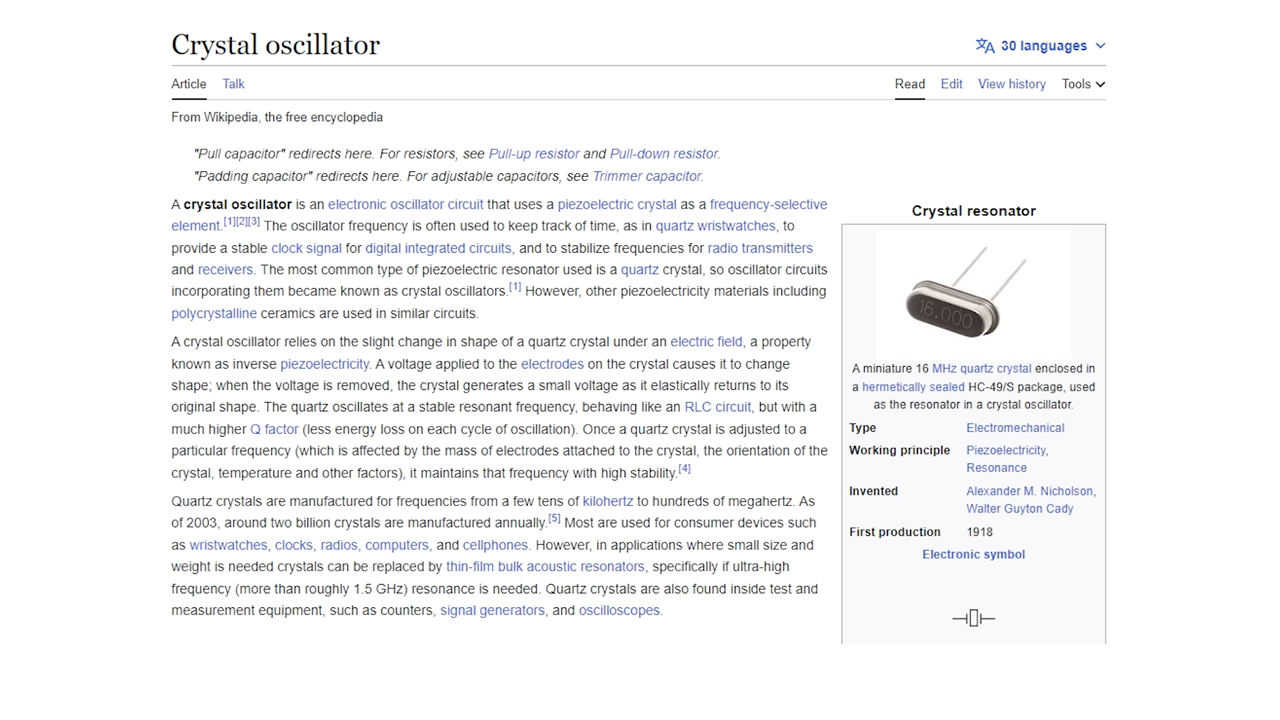 Crystal oscillator
30 languages
Article Talk
Read Edit View history Tools
From Wikipedia, the free encyclopedia
"Pull capacitor" redirects here. For resistors, see Pull-up resistor and Pull-down resistor.
"Padding capacitor" redirects here. For adjustable capacitors, see Trimmer capacitor.
A crystal oscillator is an electronic oscillator circuit that uses a piezoelectric crystal as a frequency-selective
element.[1][2][3] The oscillator frequency is often used to keep track of time, as in quartz wristwatches, to
provide a stable clock signal for digital integrated circuits, and to stabilize frequencies for radio transmitters
and receivers. The most common type of piezoelectric resonator used is a quartz crystal, so oscillator circuits
incorporating them became known as crystal oscillators.[1] However, other piezoelectricity materials including
polycrystalline ceramics are used in similar circuits.
A crystal oscillator relies on the slight change in shape of a quartz crystal under an electric field, a property
known as inverse piezoelectricity. A voltage applied to the electrodes on the crystal causes it to change
shape; when the voltage is removed, the crystal generates a small voltage as it elastically returns to its
original shape. The quartz oscillates at a stable resonant frequency, behaving like an RLC circuit, but with a
much higher Q factor (less energy loss on each cycle of oscillation). Once a quartz crystal is adjusted to a
particular frequency (which is affected by the mass of electrodes attached to the crystal, the orientation of the
crystal, temperature and other factors), it maintains that frequency with high stability.[4]
Quartz crystals are manufactured for frequencies from a few tens of kilohertz to hundreds of megahertz. As
of 2003, around two billion crystals are manufactured annually.[5] Most are used for consumer devices such
as wristwatches, clocks, radios, computers, and cellphones. However, in applications where small size and
weight is needed crystals can be replaced by thin-film bulk acoustic resonators, specifically if ultra-high
frequency (more than roughly 1.5 GHz) resonance is needed. Quartz crystals are also found inside test and
measurement equipment, such as counters, signal generators, and oscilloscopes.
Crystal resonator
16.000
A miniature 16 MHz quartz crystal enclosed in
a hermetically sealed HC-49/S package, used
as the resonator in a crystal oscillator.
Type Electromechanical
Working principle Piezoelectricity,
Resonance
Invented Alexander M. Nicholson,
Walter Guyton Cady
First production 1918
Electronic symbol